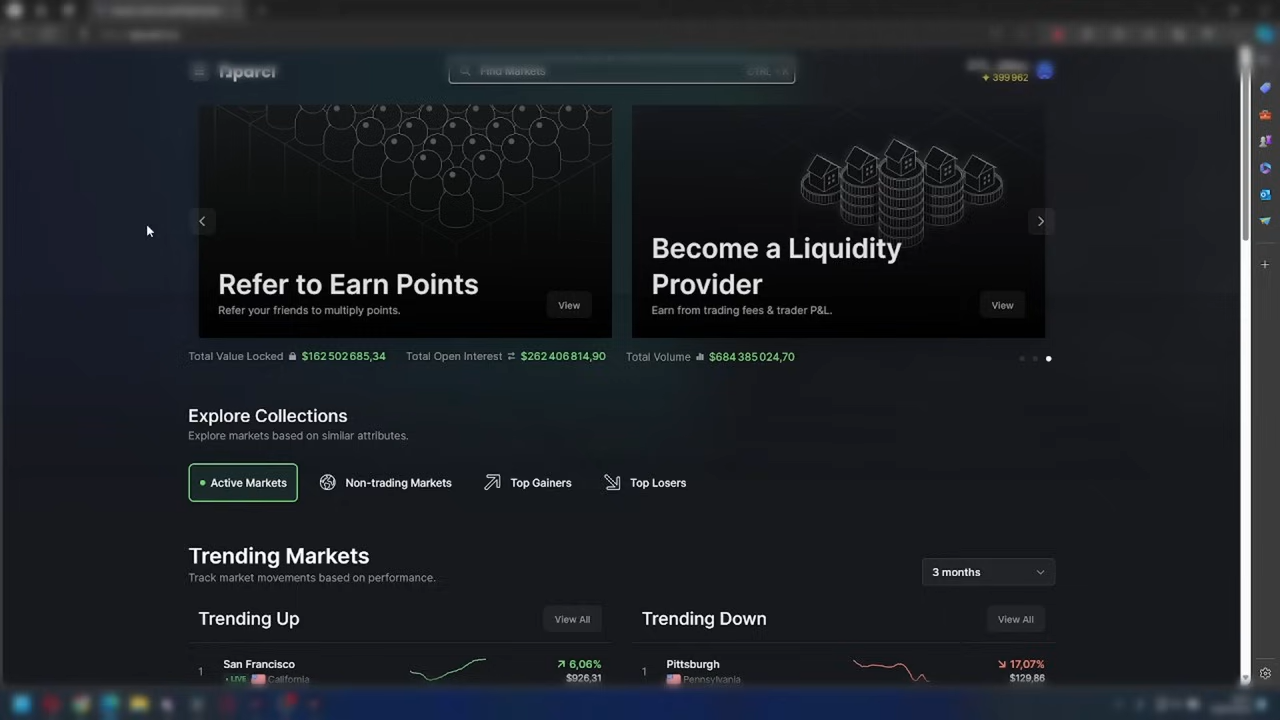 parcl
Find Markets
CTRL + K
399 962
Refer to Earn Points
Refer your friends to multiply points.
View
Become a Liquidity
Provider
Earn from trading fees & trader P&L.
View
Total Value Locked $162 502 685,34 Total Open Interest $262 406 814,90 Total Volume $684 385 024,70
Explore Collections
Explore markets based on similar attributes.
Active Markets Non-trading Markets Top Gainers Top Losers
Trending Markets
Track market movements based on performance.
3 months
Trending Up
View All
1 San Francisco 6,06%
LIVE California $926,31
Trending Down
View All
1 Pittsburgh 17,07%
Pennsylvania $129,86